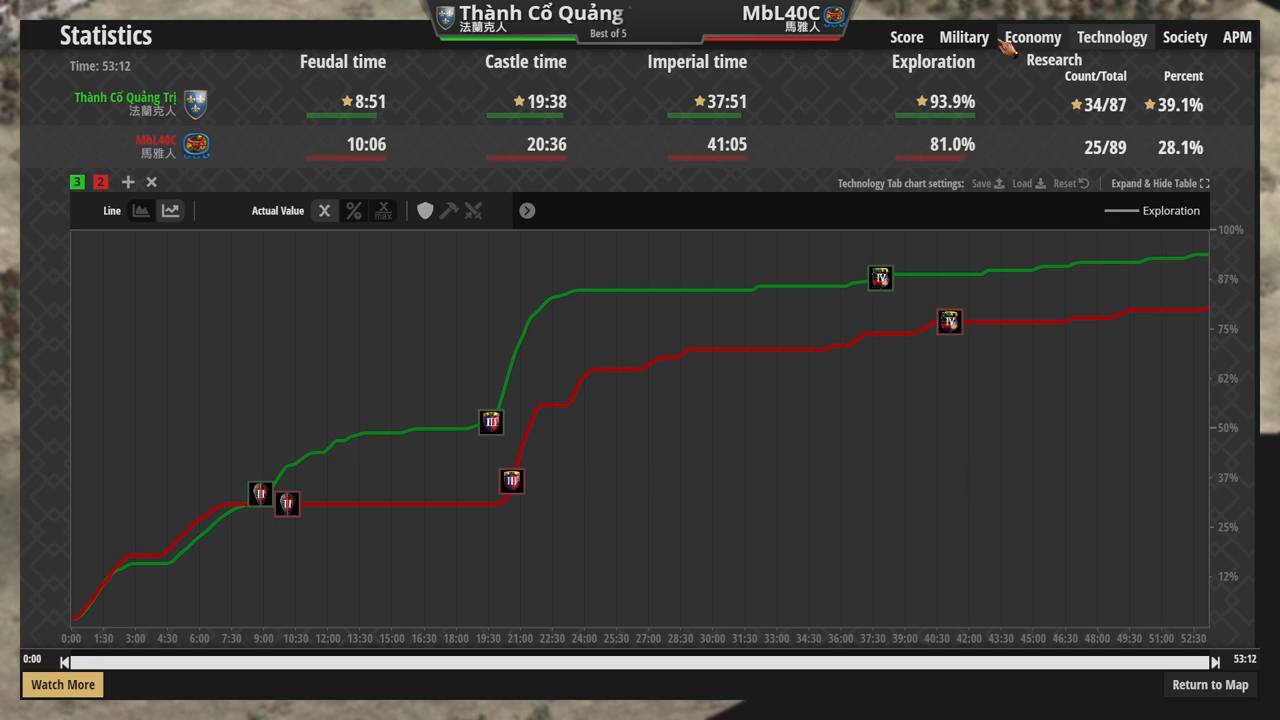 Thành Cổ Quảng
法蘭克人
Best of 5
MbL40C
馬雅人
Statistics
Score Military Economy Technology Society APM
Time: 53:12
Feudal time Castle time Imperial time Exploration Research
Count/Total Percent
Thành Cổ Quảng Trị
法蘭克人
8:51 19:38 37:51 93.9% 34/87 39.1%
MbL40C
馬雅人
10:06 20:36 41:05 81.0% 25/89 28.1%
3 2
Technology Tab chart settings: Save Load Reset Expand & Hide Table
Line Actual Value X % X max
Exploration
100%
87%
75%
62%
50%
37%
25%
12%
II II III III IV IV
0:00 1:30 3:00 4:30 6:00 7:30 9:00 10:30 12:00 13:30 15:00 16:30 18:00 19:30 21:00 22:30 24:00 25:30 27:00 28:30 30:00 31:30 33:00 34:30 36:00 37:30 39:00 40:30 42:00 43:30 45:00 46:30 48:00 49:30 51:00 52:30
0:00 53:12
Watch More Return to Map